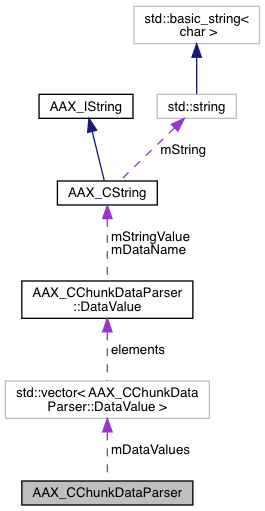 std::basic_string<
char >
AAX_IString
std::string
mString
AAX_CString
mStringValue
mDataName
AAX_CChunkDataParser
::DataValue
elements
std::vector< AAX_CChunkData
Parser::DataValue >
mDataValues
AAX_CChunkDataParser